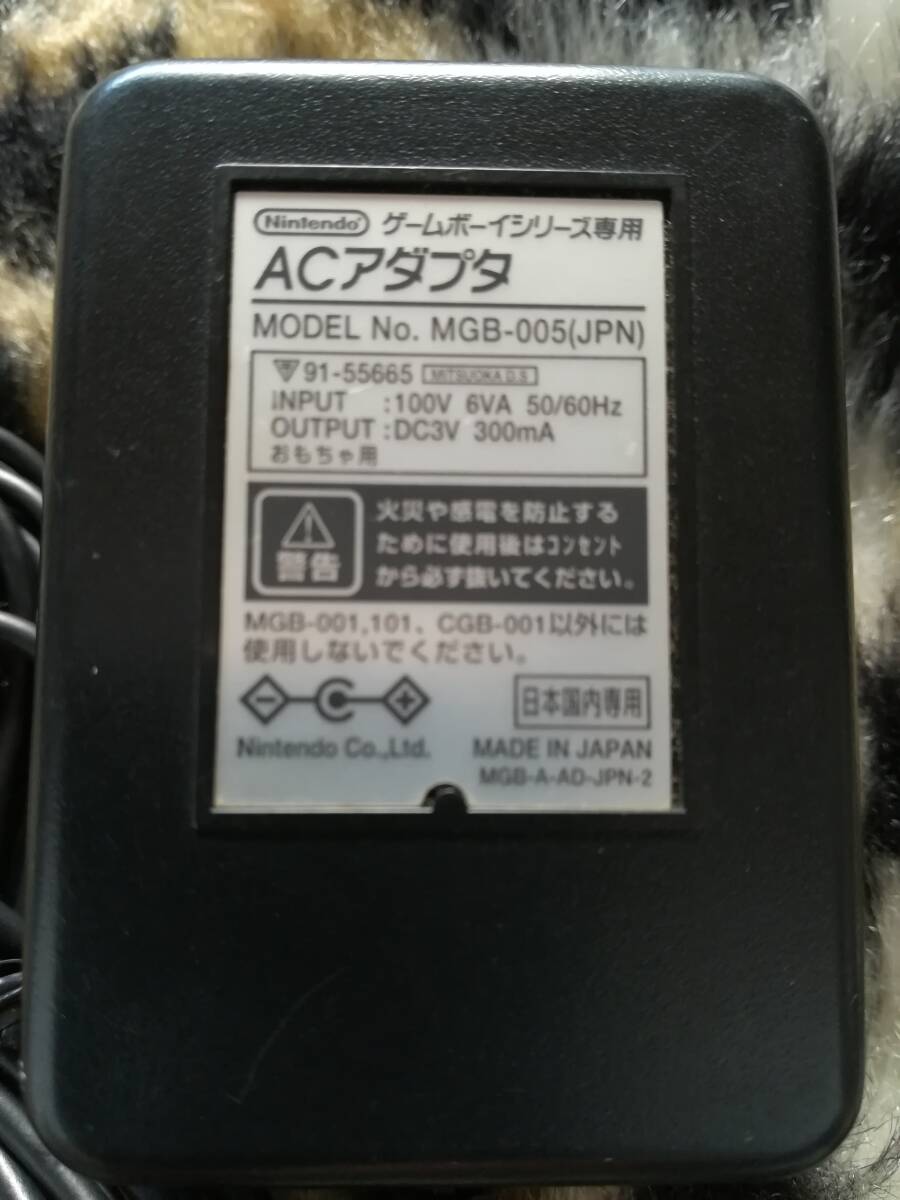 Nintendo ゲームボーイシリーズ専用
ACアダプタ
MODEL No. MGB-005(JPN)
91-55665 MITSUOKA D.S
INPUT :100V 6VA 50/60Hz
OUTPUT :DC3V 300mA
おもちゃ用
警告
火災や感電を防止する
ために使用後はコンセント
から必ず抜いてください。
MGB-001,101、CGB-001以外には
使用しないでください。
日本国内専用
Nintendo Co.,Ltd. MADE IN JAPAN
MGB-A-AD-JPN-2